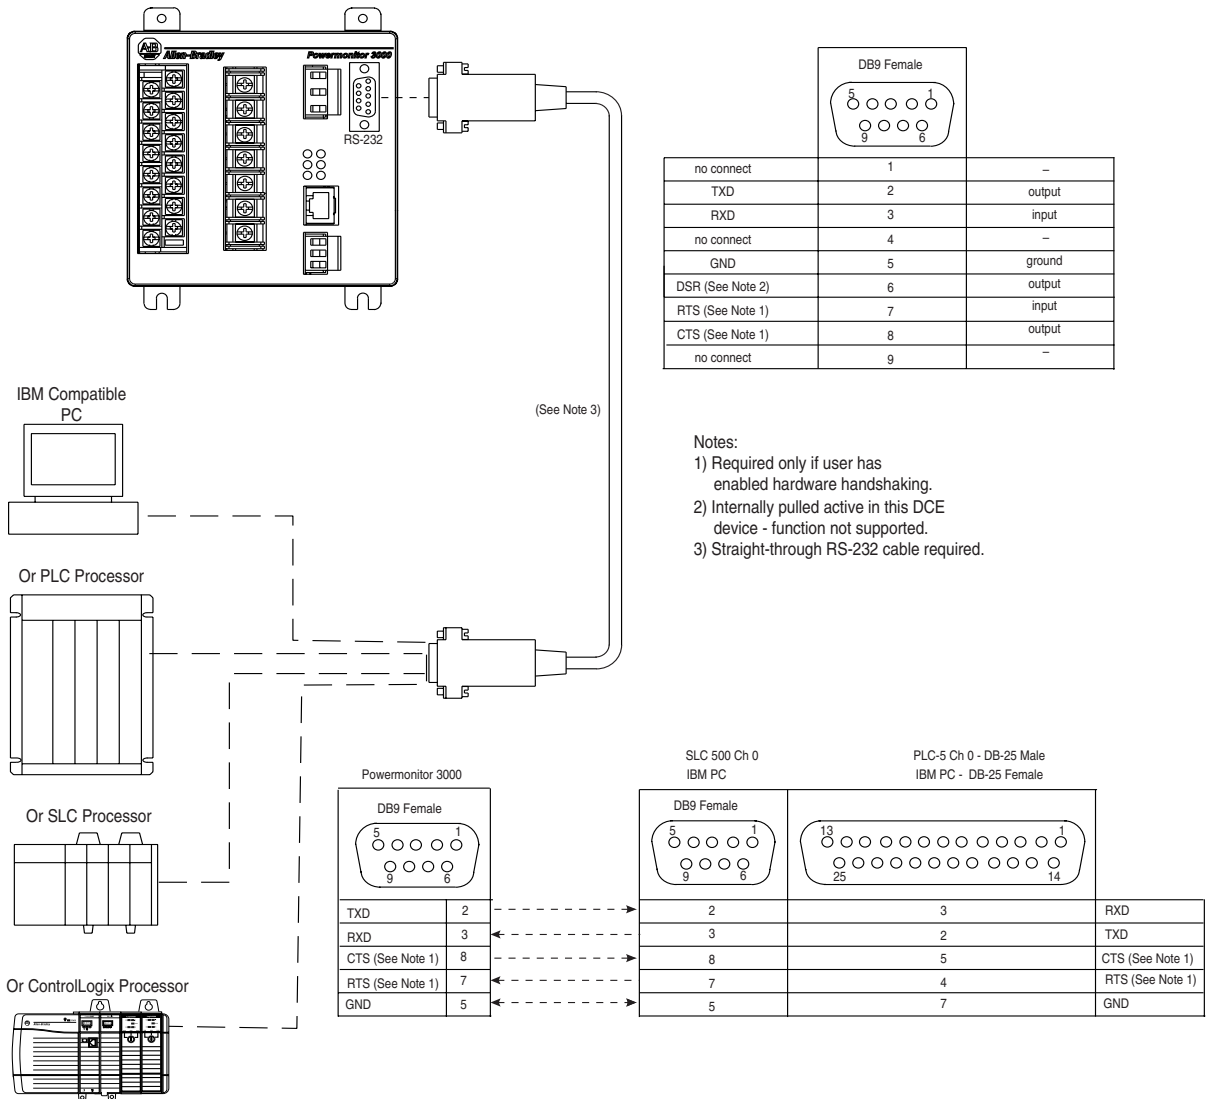 A-B
Allen-Bradley Powermonitor 3000
RS-232
DB9 Female
5 1
9 6
no connect 1 –
TXD 2 output
RXD 3 input
no connect 4 –
GND 5 ground
DSR (See Note 2) 6 output
RTS (See Note 1) 7 input
CTS (See Note 1) 8 output
no connect 9 –
IBM Compatible
PC
(See Note 3)
Notes:
1) Required only if user has
enabled hardware handshaking.
2) Internally pulled active in this DCE
device - function not supported.
3) Straight-through RS-232 cable required.
Or PLC Processor
Or SLC Processor
Or ControlLogix Processor
Powermonitor 3000
SLC 500 Ch 0
IBM PC
PLC-5 Ch 0 - DB-25 Male
IBM PC - DB-25 Female
DB9 Female
5 1
9 6
DB9 Female
5 1
9 6
13 1
25 14
TXD 2 2 3 RXD
RXD 3 3 2 TXD
CTS (See Note 1) 8 8 5 CTS (See Note 1)
RTS (See Note 1) 7 7 4 RTS (See Note 1)
GND 5 5 7 GND